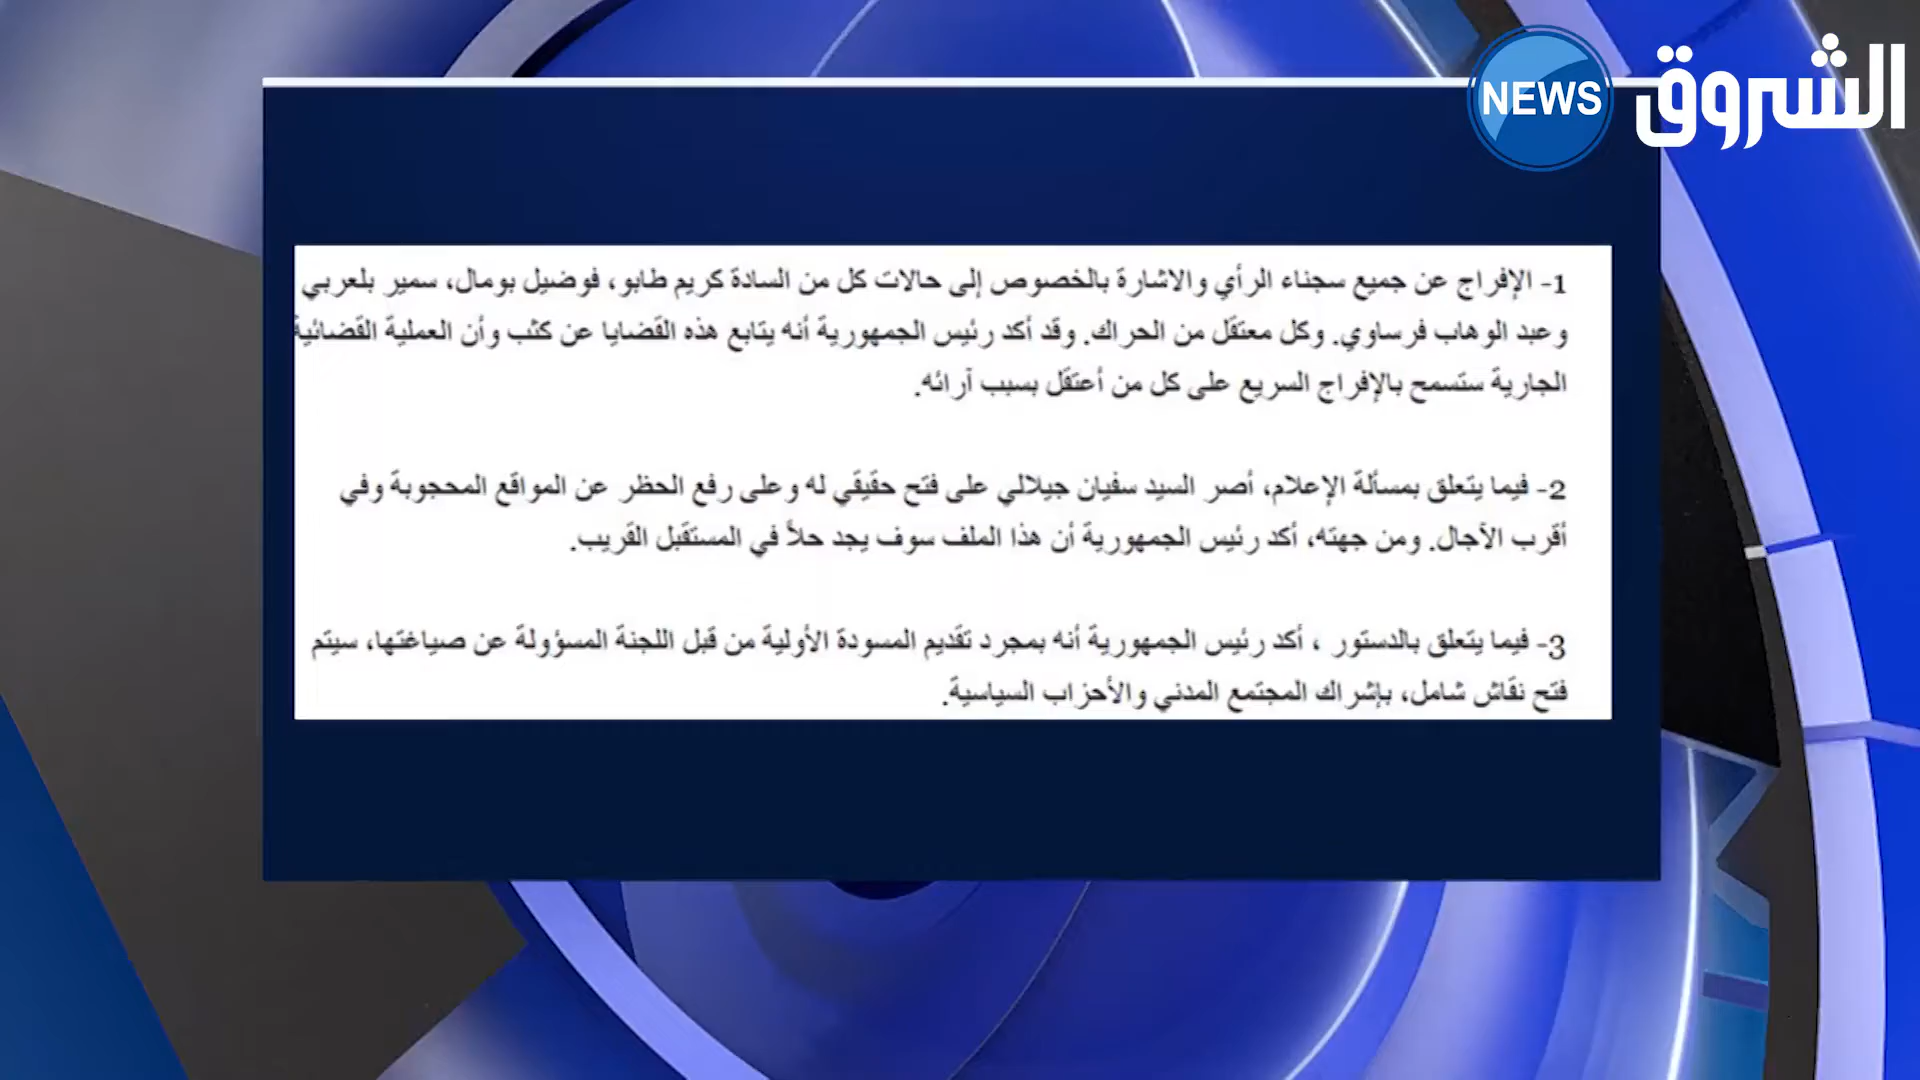 NEWS الشروق
1- الإفراج عن جميع سجناء الرأي والاشارة بالخصوص إلى حالات كل من السادة كريم طابو، فوضيل بومال، سمير بلعربي
وعبد الوهاب فرساوي. وكل معتقل من الحراك. وقد أكد رئيس الجمهورية أنه يتابع هذه القضايا عن كثب وأن العملية القضائية
الجارية ستسمح بالإفراج السريع على كل من أعتقل بسبب آرائه.
2- فيما يتعلق بمسألة الإعلام، أصر السيد سفيان جيلالي على فتح حقيقي له وعلى رفع الحظر عن المواقع المحجوبة وفي
أقرب الآجال. ومن جهته، أكد رئيس الجمهورية أن هذا الملف سوف يجد حلاً في المستقبل القريب.
3- فيما يتعلق بالدستور ، أكد رئيس الجمهورية أنه بمجرد تقديم المسودة الأولية من قبل اللجنة المسؤولة عن صياغتها، سيتم
فتح نقاش شامل، بإشراك المجتمع المدني والأحزاب السياسية.